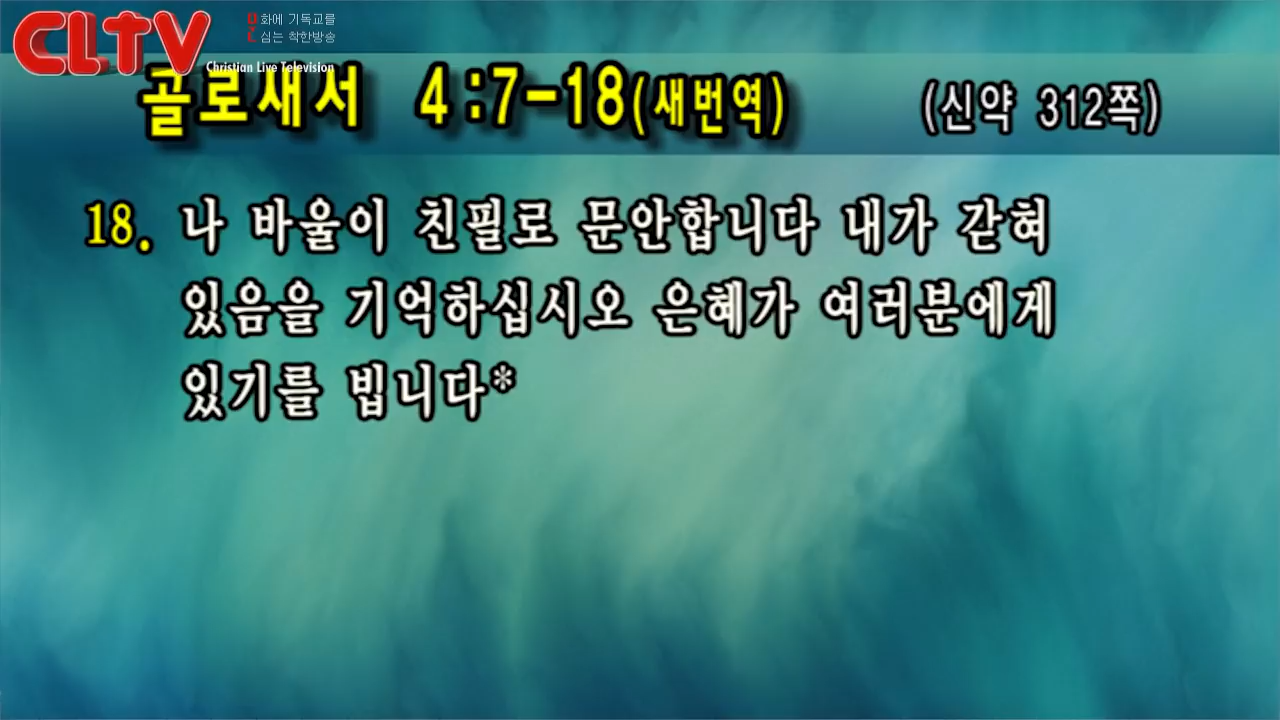 CLTV
문화에 기독교를
심는 착한방송
Christian Live Television
골로새서 4:7-18(새번역) (신약 312쪽)
18. 나 바울이 친필로 문안합니다 내가 갇혀
있음을 기억하십시오 은혜가 여러분에게
있기를 빕니다*